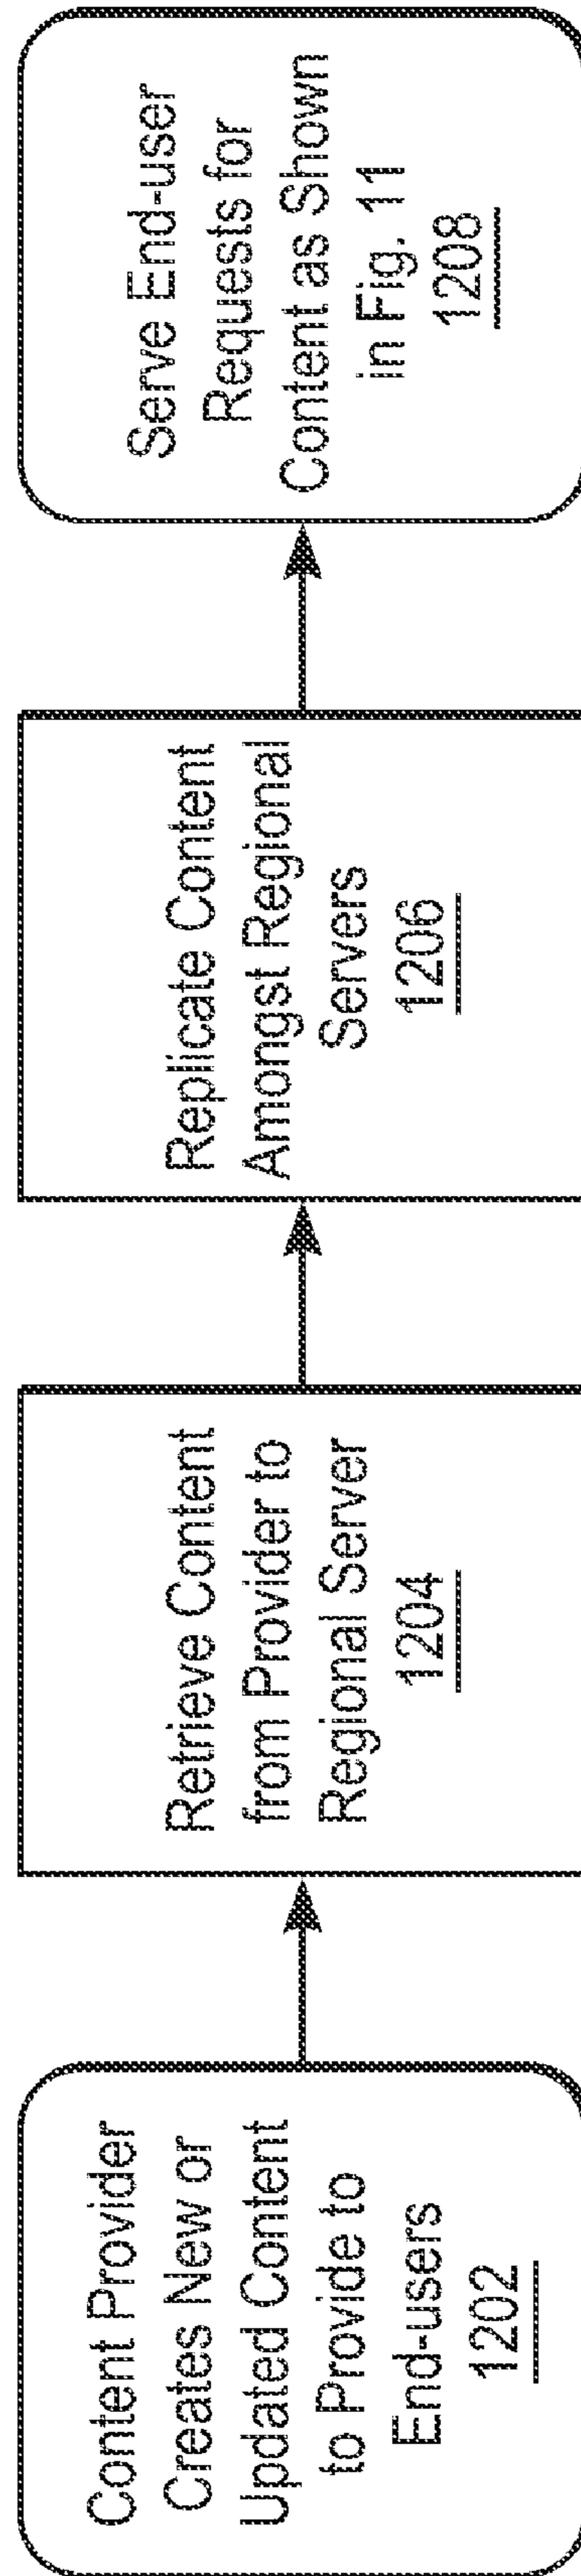 Content Provider
Creates New or
Updated Content
to Provide to
End-users
1202
Retrieve Content
from Provider to
Regional Server
1204
Replicate Content
Amongst Regional
Servers
1206
Serve End-user
Requests for
Content as Shown
in Fig. 11
1208